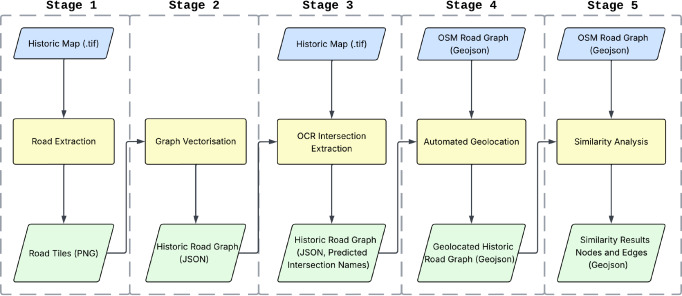 Stage 1
Stage 2
Stage 3
Stage 4
Stage 5
Historic Map (.tif)
Historic Map (.tif)
OSM Road Graph
(Geojson)
OSM Road Graph
(Geojson)
Road Extraction
Graph Vectorisation
OCR Intersection
Extraction
Automated Geolocation
Similarity Analysis
Road Tiles (PNG)
Historic Road Graph
(JSON)
Historic Road Graph
(JSON, Predicted
Intersection Names)
Geolocated Historic
Road Graph (Geojson)
Similarity Results
Nodes and Edges
(Geojson)